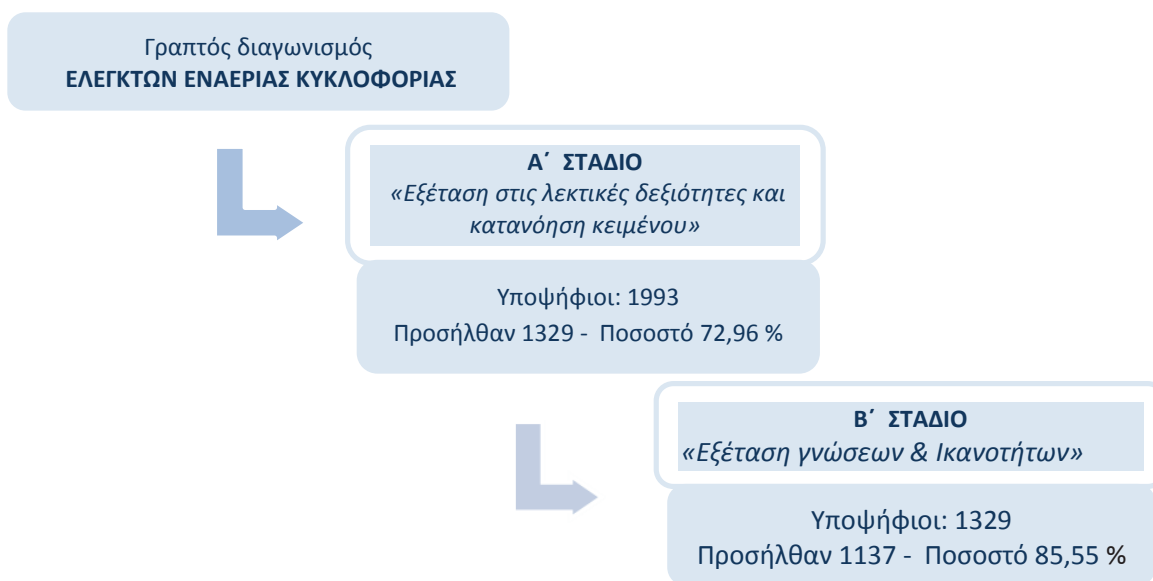 Γραπτός διαγωνισμός
ΕΛΕΓΚΤΩΝ ΕΝΑΕΡΙΑΣ ΚΥΚΛΟΦΟΡΙΑΣ
Α΄ ΣΤΑΔΙΟ
«Εξέταση στις λεκτικές δεξιότητες και
κατανόηση κειμένου»
Υποψήφιοι: 1993
Προσήλθαν 1329 - Ποσοστό 72,96 %
Β΄ ΣΤΑΔΙΟ
«Εξέταση γνώσεων & Ικανοτήτων»
Υποψήφιοι: 1329
Προσήλθαν 1137 - Ποσοστό 85,55 %